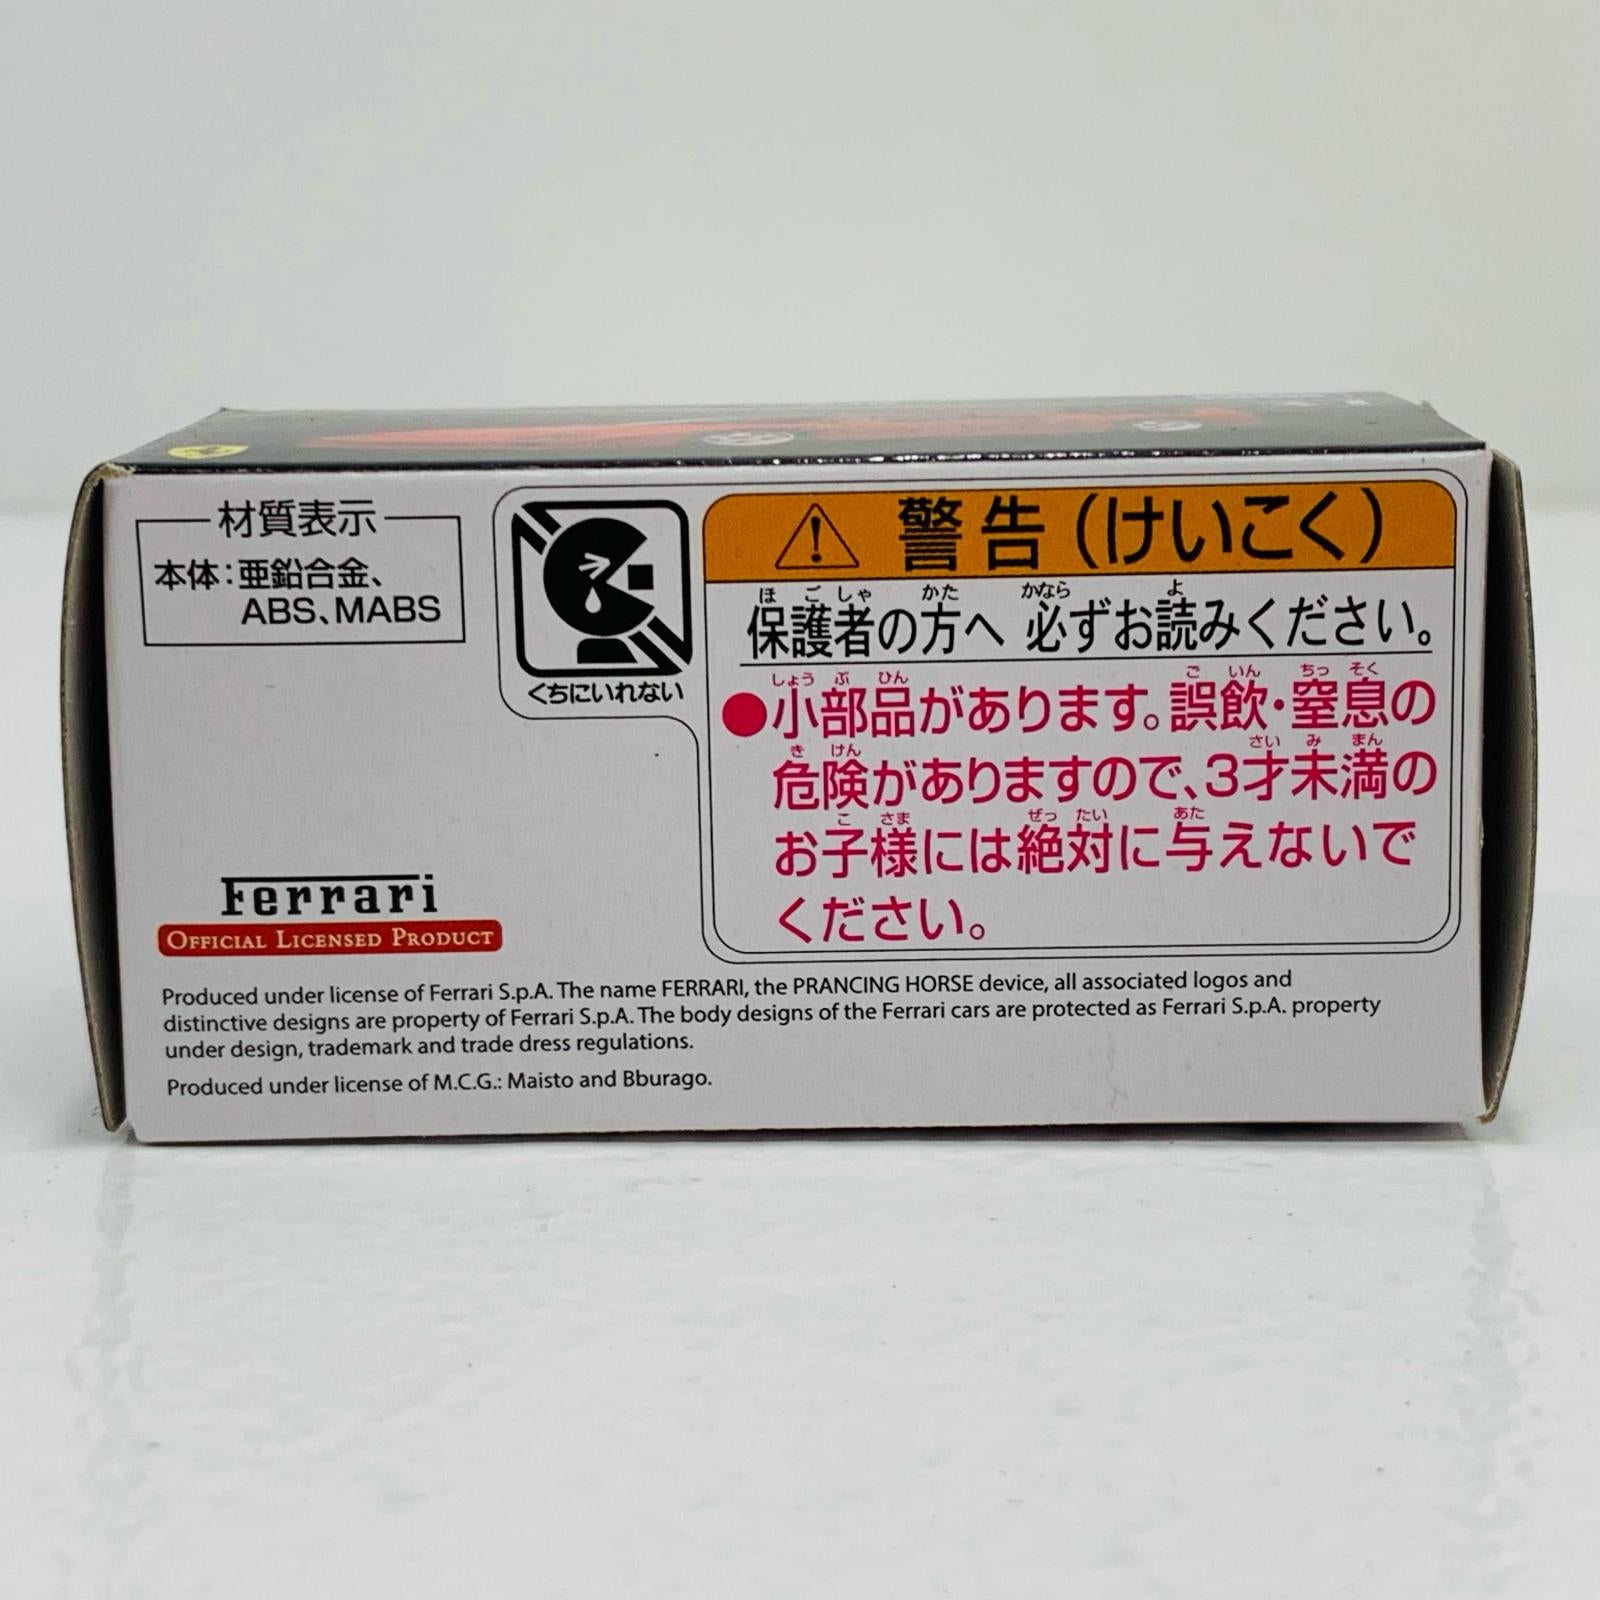 材質表示
本体:亜鉛合金、
ABS、MABS
くちにいれない
警告(けいこく)
ほごしゃ かた かなら よ
保護者の方へ 必ずお読みください。
しょうぶひん ごいん ちっそく
●小部品があります。誤飲・窒息の
きけん さいみまん
危険がありますので、3才未満の
こさま ぜったい あた
お子様には絶対に与えないで
ください。
Ferrari
OFFICIAL LICENSED PRODUCT
Produced under license of Ferrari S.p.A. The name FERRARI, the PRANCING HORSE device, all associated logos and
distinctive designs are property of Ferrari S.p.A. The body designs of the Ferrari cars are protected as Ferrari S.p.A. property
under design, trademark and trade dress regulations.
Produced under license of M.C.G.: Maisto and Bburago.